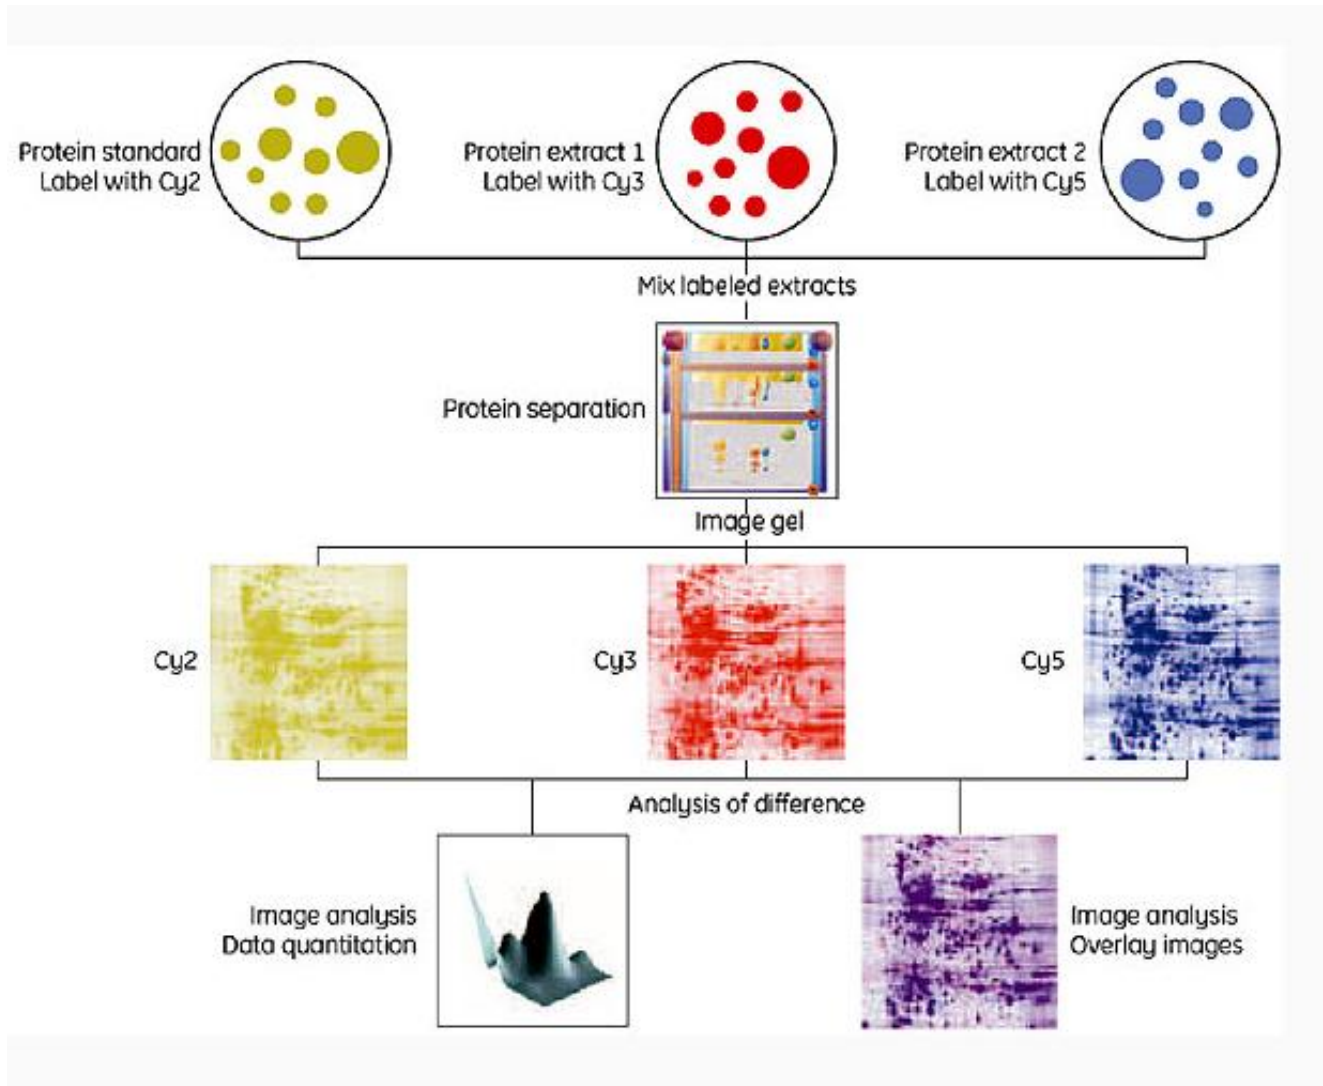 Protein standard
Label with Cy2
Protein extract 1
Label with Cy3
Protein extract 2
Label with Cy5
Mix labeled extracts
Protein separation
Image gel
Cy2
Cy3
Cy5
Analysis of difference
Image analysis
Data quantitation
Image analysis
Overlay images